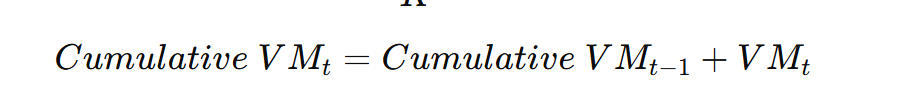 Cumulative VM_t = Cumulative VM_{t−1} + VM_t